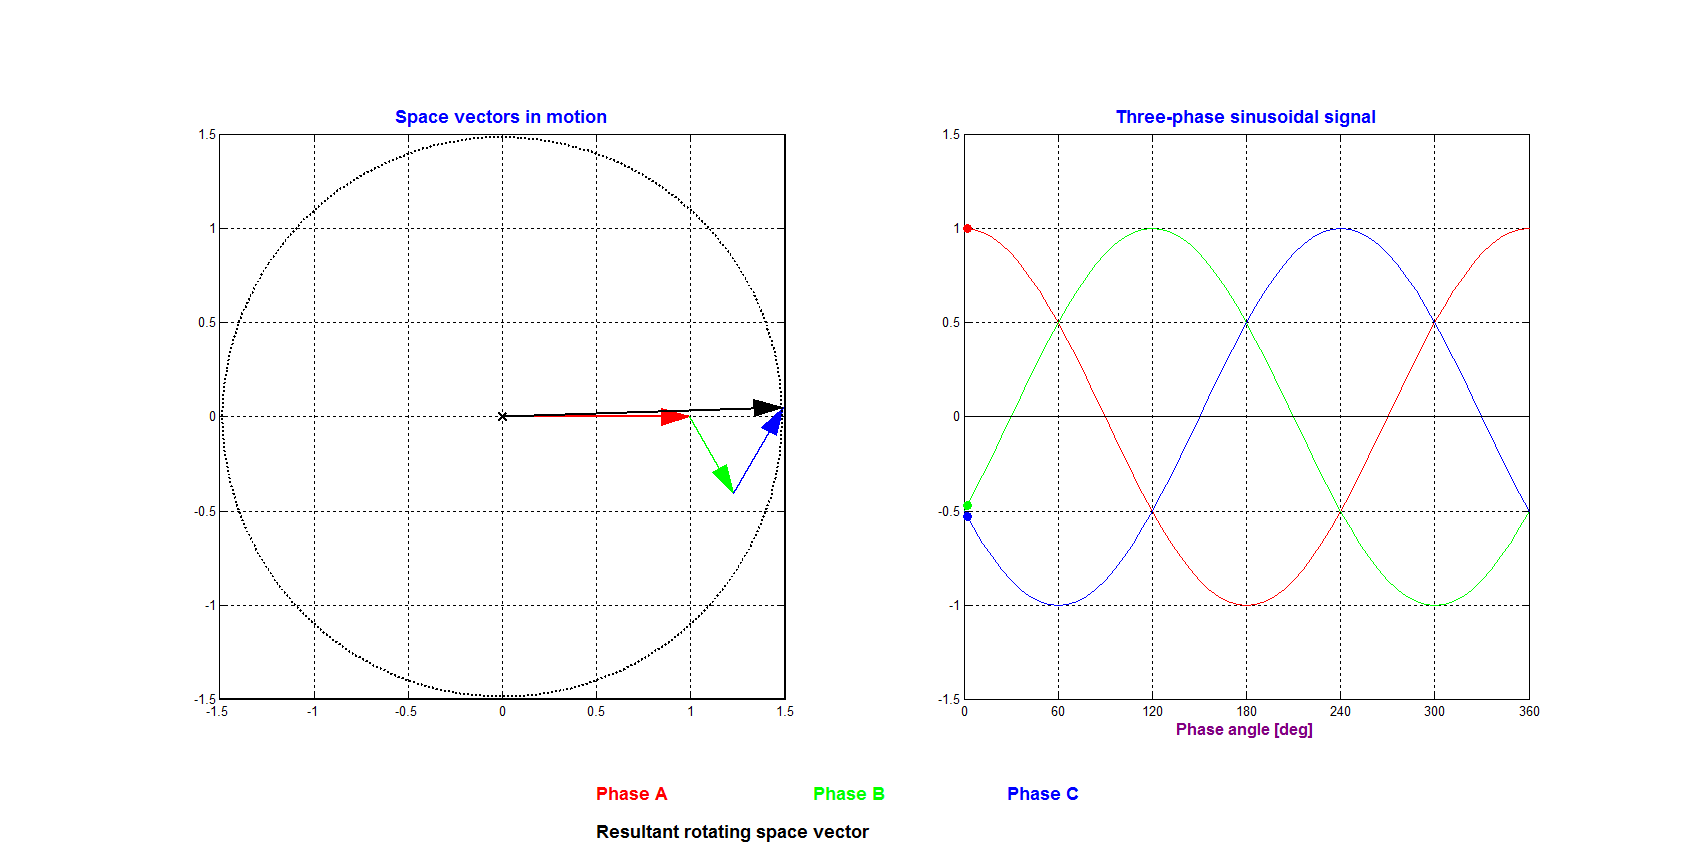 Space vectors in motion
1.5
1
0.5
0
-0.5
-1
-1.5
-1.5 -1 -0.5 0 0.5 1 1.5
Three-phase sinusoidal signal
1.5
1
0.5
0
-0.5
-1
-1.5
0 60 120 180 240 300 360
Phase angle [deg]
Phase A Phase B Phase C
Resultant rotating space vector